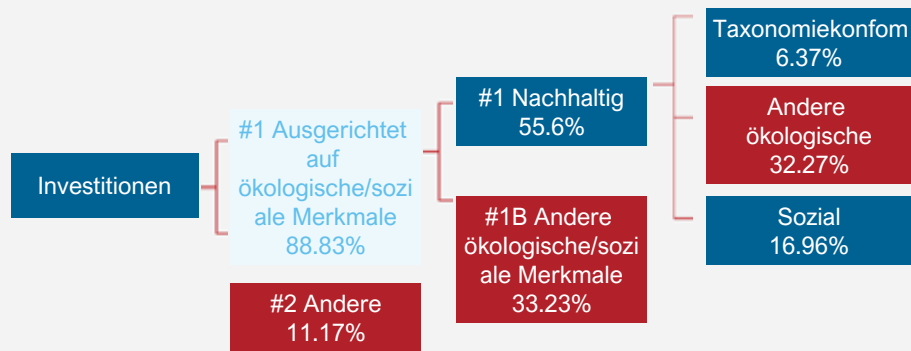 Investitionen
#1 Ausgerichtet
auf
ökologische/sozi
ale Merkmale
88.83%
#2 Andere
11.17%
#1 Nachhaltig
55.6%
#1B Andere
ökologische/sozi
ale Merkmale
33.23%
Taxonomiekonfom
6.37%
Andere
ökologische
32.27%
Sozial
16.96%